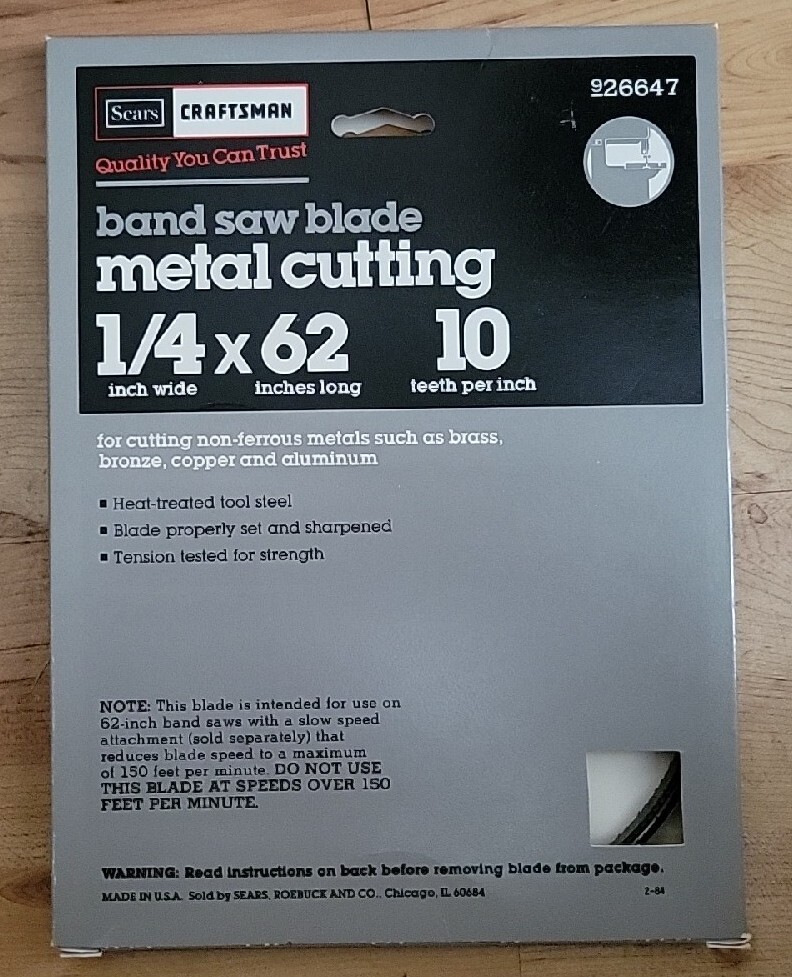 Sears CRAFTSMAN
926647
Quality You Can Trust
band saw blade
metal cutting
1/4 x 62 10
inch wide inches long teeth per inch
for cutting non-ferrous metals such as brass,
bronze, copper and aluminum
▪ Heat-treated tool steel
▪ Blade properly set and sharpened
▪ Tension tested for strength
NOTE: This blade is intended for use on
62-inch band saws with a slow speed
attachment (sold separately) that
reduces blade speed to a maximum
of 150 feet per minute. DO NOT USE
THIS BLADE AT SPEEDS OVER 150
FEET PER MINUTE.
WARNING: Read instructions on back before removing blade from package.
MADE IN U.S.A. Sold by SEARS, ROEBUCK AND CO., Chicago, IL 60684
2-84